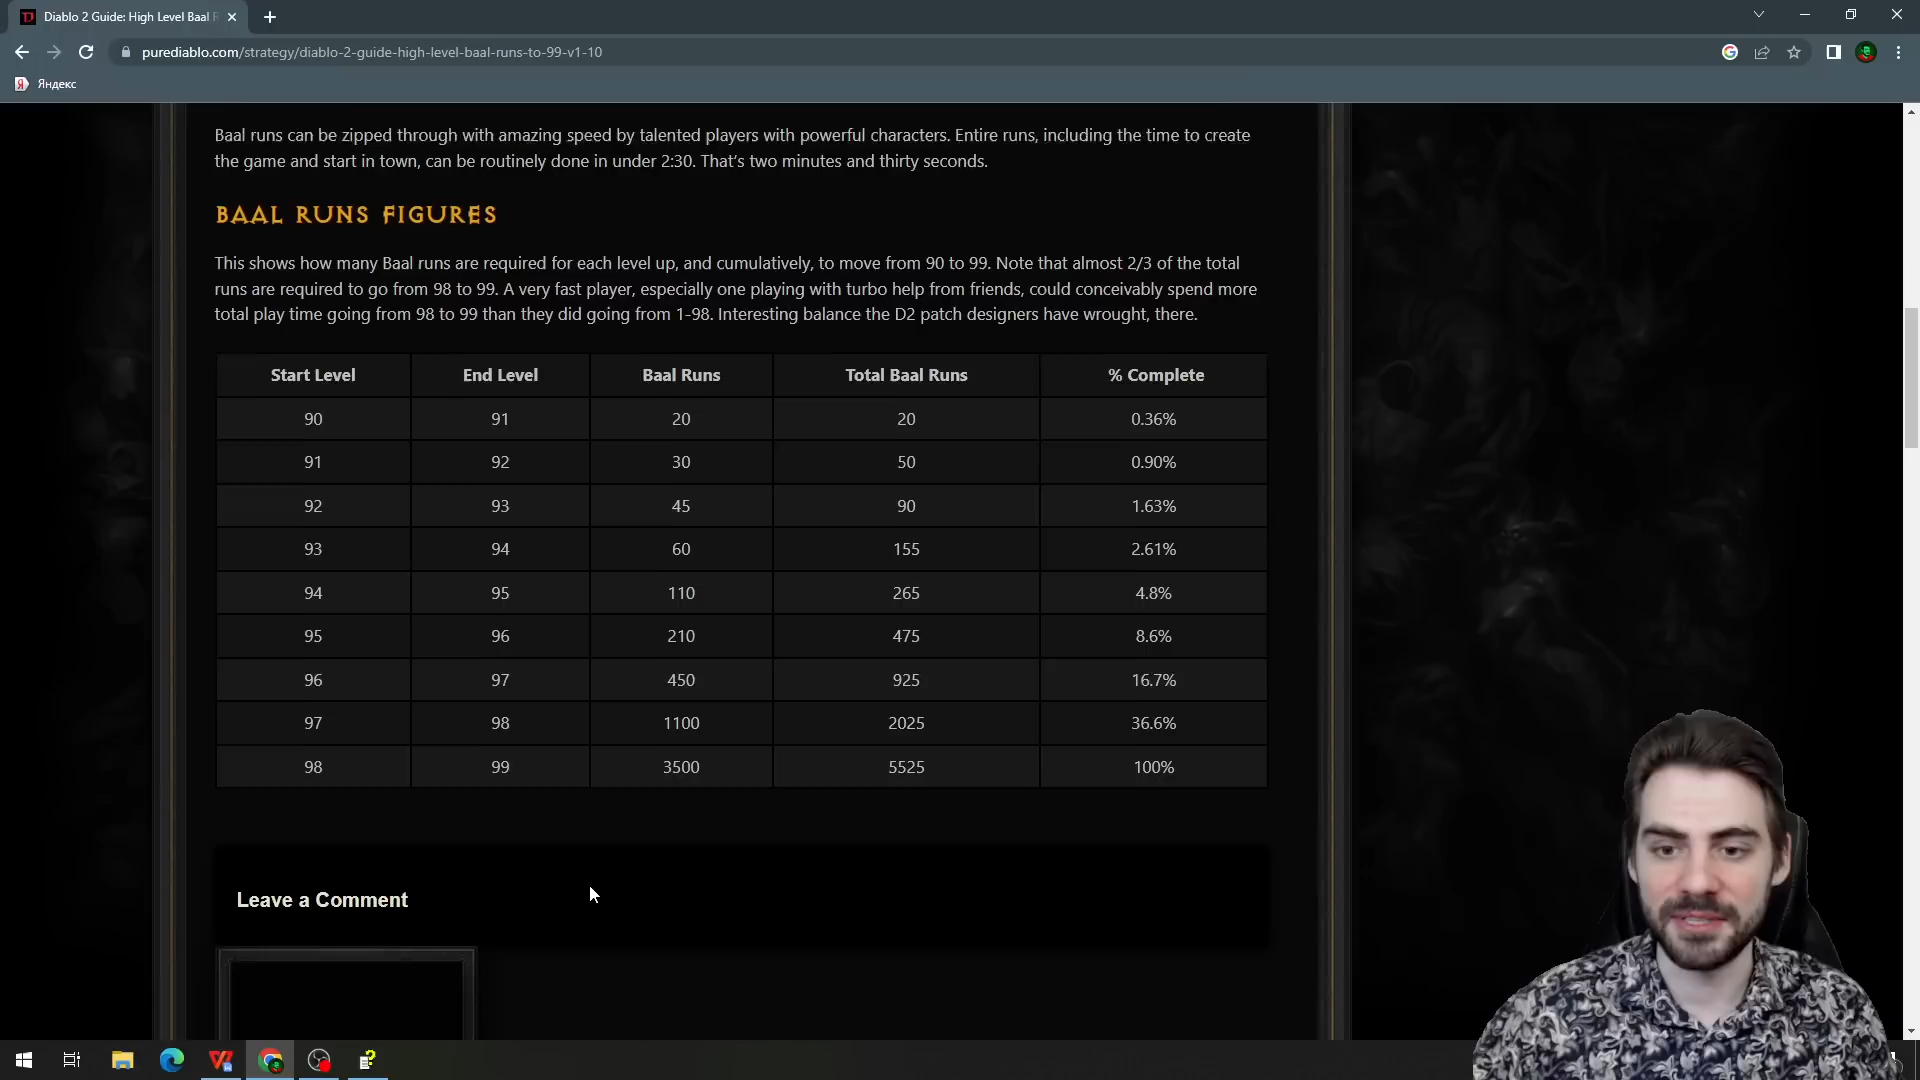 Diablo 2 Guide: High Level Baal R
purediablo.com/strategy/diablo-2-guide-high-level-baal-runs-to-99-v1-10
Яндекс
Baal runs can be zipped through with amazing speed by talented players with powerful characters. Entire runs, including the time to create
the game and start in town, can be routinely done in under 2:30. That's two minutes and thirty seconds.
BAAL RUNS FIGURES
This shows how many Baal runs are required for each level up, and cumulatively, to move from 90 to 99. Note that almost 2/3 of the total
runs are required to go from 98 to 99. A very fast player, especially one playing with turbo help from friends, could conceivably spend more
total play time going from 98 to 99 than they did going from 1-98. Interesting balance the D2 patch designers have wrought, there.
Start Level End Level Baal Runs Total Baal Runs % Complete
90 91 20 20 0.36%
91 92 30 50 0.90%
92 93 45 90 1.63%
93 94 60 155 2.61%
94 95 110 265 4.8%
95 96 210 475 8.6%
96 97 450 925 16.7%
97 98 1100 2025 36.6%
98 99 3500 5525 100%
Leave a Comment